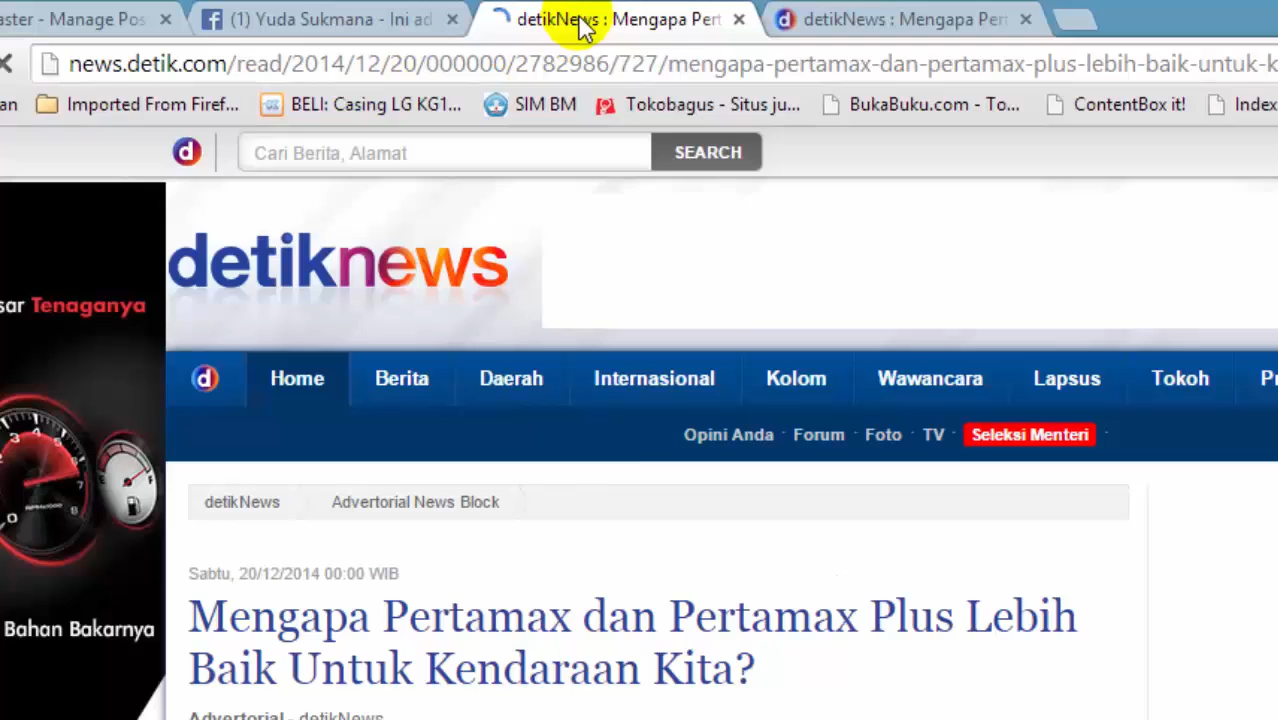 aster - Manage Pos
(1) Yuda Sukmana - Ini ad
detikNews : Mengapa Pert
detikNews : Mengapa Pert
news.detik.com/read/2014/12/20/000000/2782986/727/mengapa-pertamax-dan-pertamax-plus-lebih-baik-untuk-k
an
Imported From Firef...
BELI: Casing LG KG1...
SIM BM
Tokobagus - Situs ju...
BukaBuku.com - To...
ContentBox it!
Index
d
Cari Berita, Alamat
SEARCH
detiknews
sar Tenaganya
d
Home
Berita
Daerah
Internasional
Kolom
Wawancara
Lapsus
Tokoh
Pr
Opini Anda
Forum
Foto
TV
Seleksi Menteri
detikNews
Advertorial News Block
Sabtu, 20/12/2014 00:00 WIB
Mengapa Pertamax dan Pertamax Plus Lebih
Baik Untuk Kendaraan Kita?
Bahan Bakarnya
Advertorial - detikNews